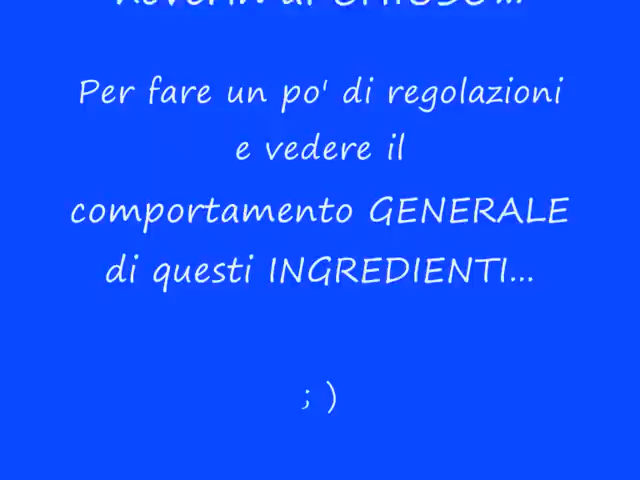 Per fare un po' di regolazioni
e vedere il
comportamento GENERALE
di questi INGREDIENTI...
; )